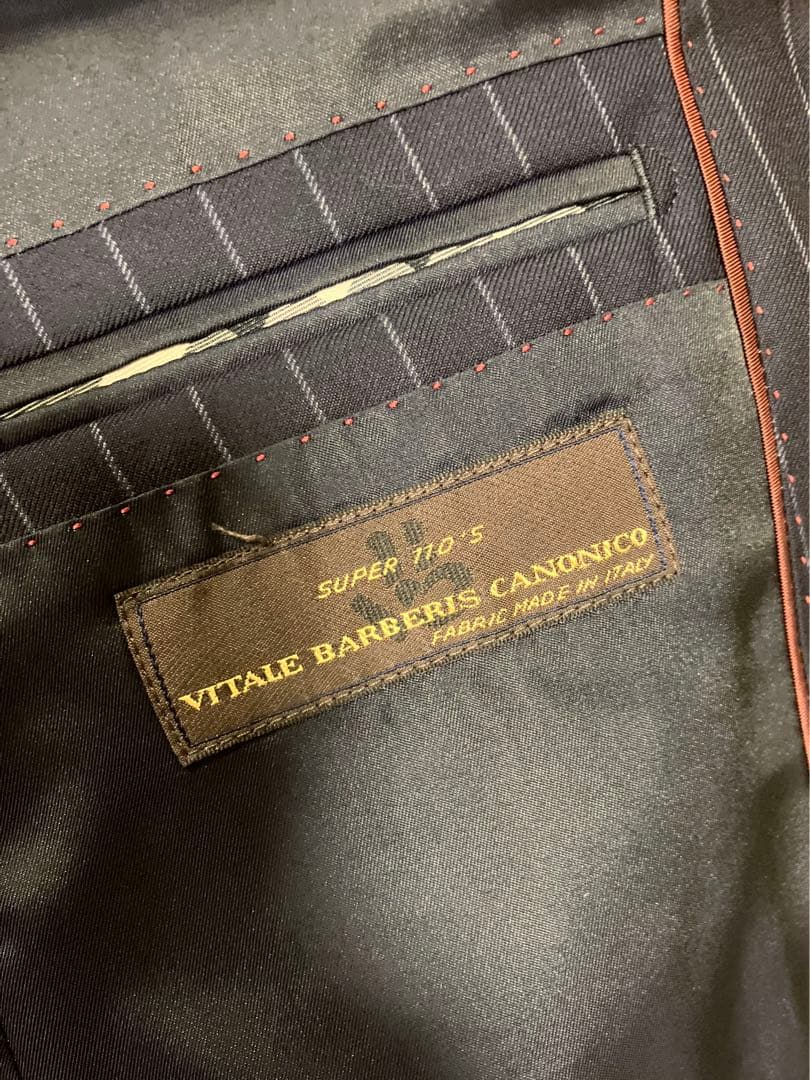 SUPER 110'S
VITALE BARBERIS CANONICO
FABRIC MADE IN ITALY